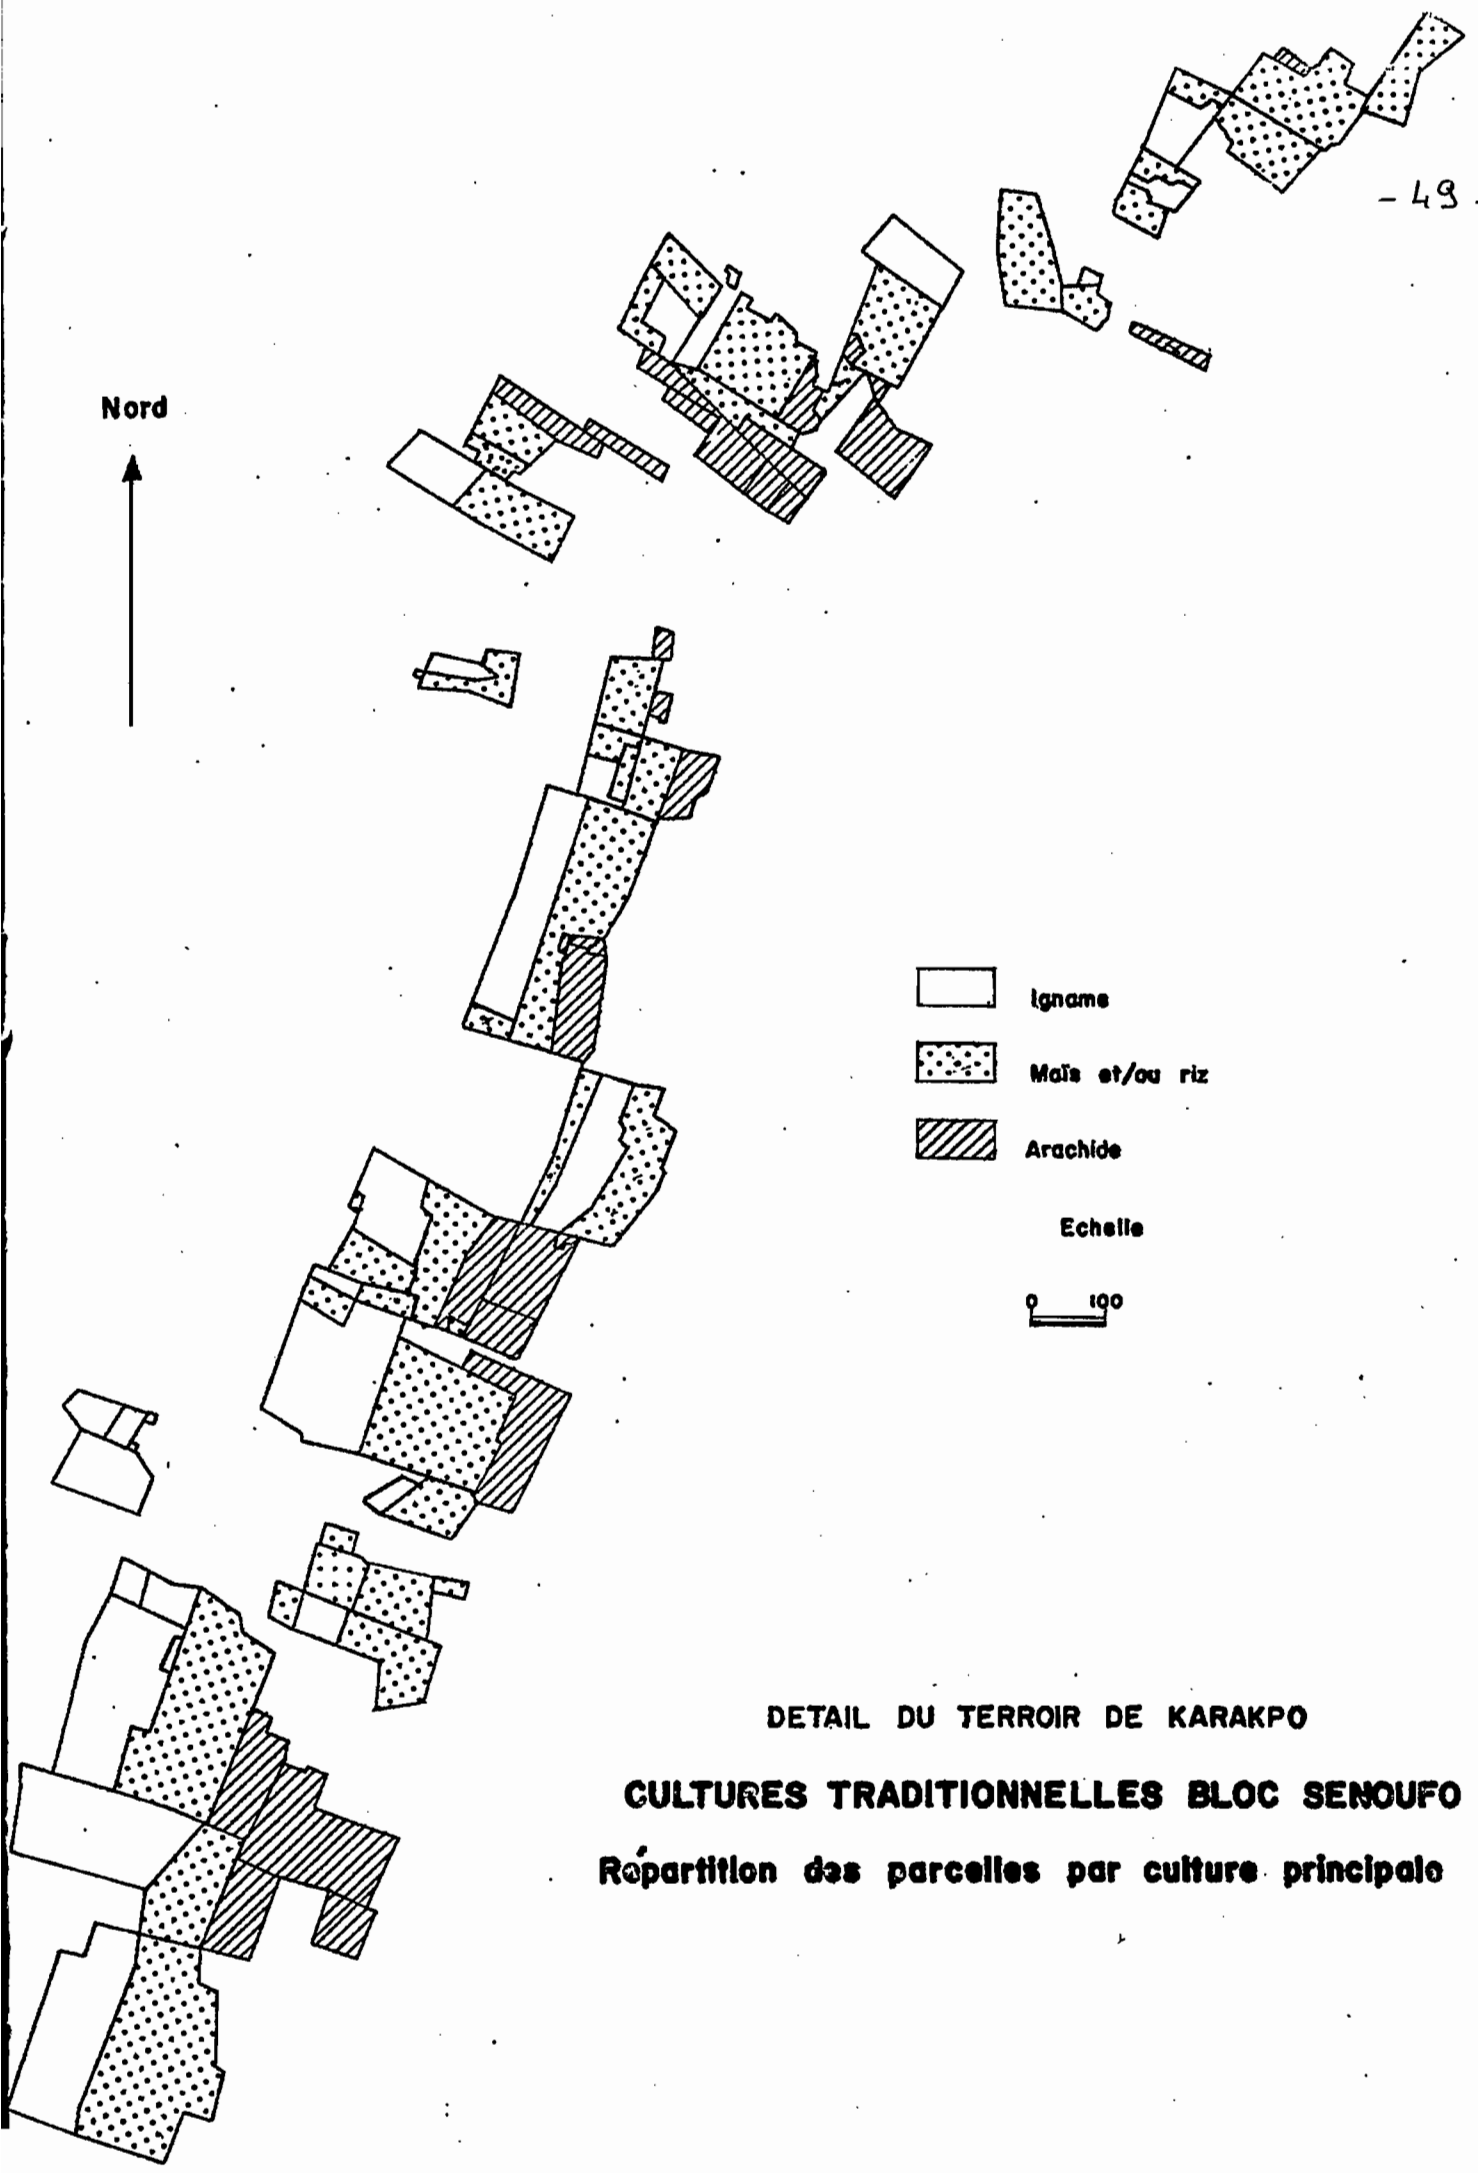 - 49 -
Nord
Igname
Maïs et/ou riz
Arachide
Echelle
0 100
DETAIL DU TERROIR DE KARAKPO
CULTURES TRADITIONNELLES BLOC SENOUFO
Répartition des parcelles par culture principale